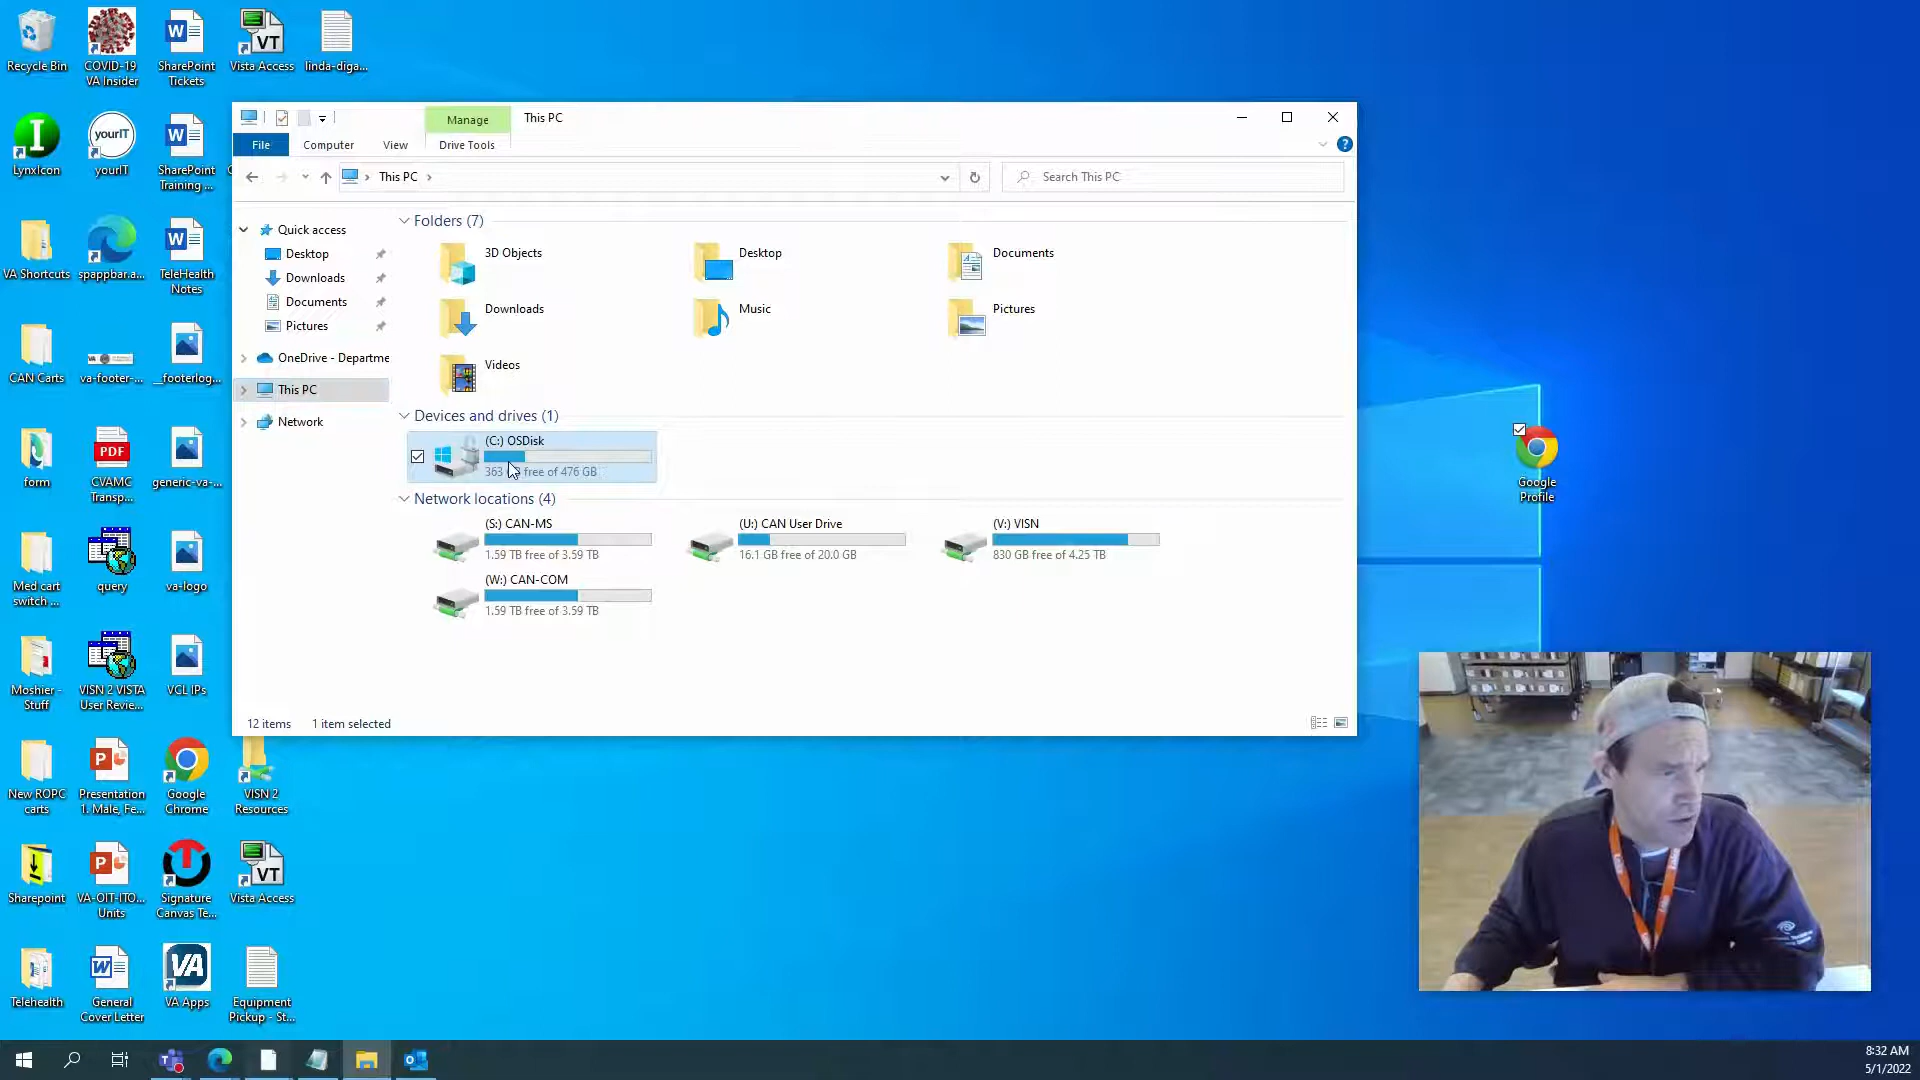 Recycle Bin
COVID-19
VA Insider
SharePoint
Tickets
VT
Vista Access
linda-diga...
LynxIcon
yourIT
yourIT
SharePoint
Training ...
VA Shortcuts
spappbar.a...
TeleHealth
Notes
CAN Carts
va-footer-...
__footerlog...
form
PDF
CVAMC
Transp...
generic-va-...
Med cart
switch ...
query
va-logo
Moshier -
Stuff
VISN 2 VISTA
User Revie...
VCL IPs
New ROPC
carts
Presentation
1. Male, Fe...
Google
Chrome
VISN 2
Resources
Sharepoint
VA-OIT-ITO...
Units
Signature
Canvas Te...
VT
Vista Access
Telehealth
General
Cover Letter
VA
VA Apps
Equipment
Pickup - St...
Manage
This PC
File
Computer
View
Drive Tools
This PC
Search This PC
Quick access
Desktop
Downloads
Documents
Pictures
OneDrive - Departme
This PC
Network
Folders (7)
3D Objects
Desktop
Documents
Downloads
Music
Pictures
Videos
Devices and drives (1)
(C:) OSDisk
363 free of 476 GB
Network locations (4)
(S:) CAN-MS
1.59 TB free of 3.59 TB
(U:) CAN User Drive
16.1 GB free of 20.0 GB
(V:) VISN
830 GB free of 4.25 TB
(W:) CAN-COM
1.59 TB free of 3.59 TB
12 items
1 item selected
Google
Profile
8:32 AM
5/1/2022